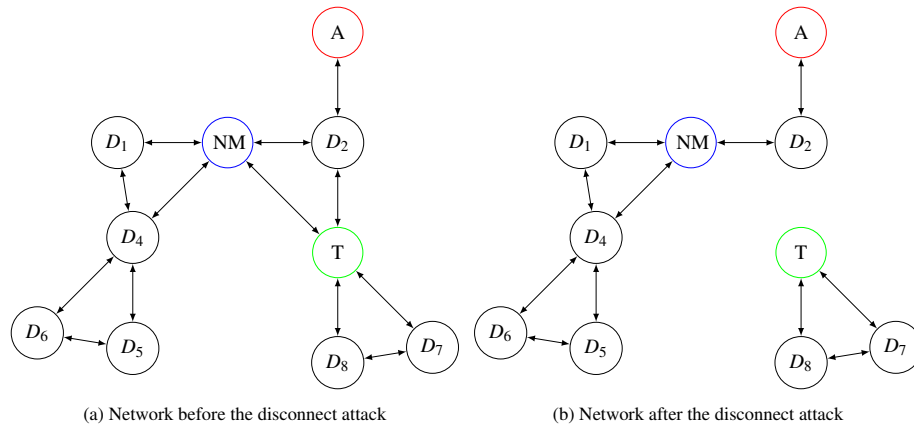 A
A
D₁
NM
D₂
D₁
NM
D₂
D₄
T
D₄
T
D₆
D₅
D₈
D₇
D₆
D₅
D₈
D₇
(a) Network before the disconnect attack
(b) Network after the disconnect attack